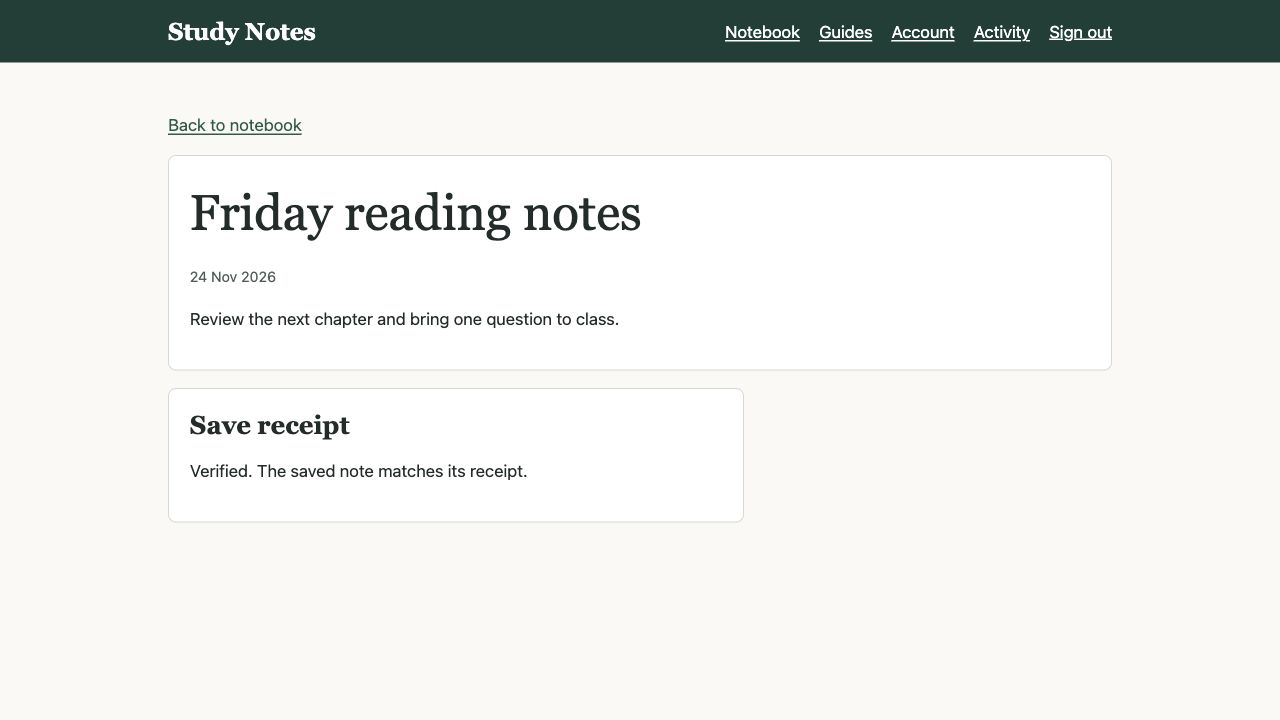 Study Notes
Notebook Guides Account Activity Sign out
Back to notebook
Friday reading notes
24 Nov 2026
Review the next chapter and bring one question to class.
Save receipt
Verified. The saved note matches its receipt.